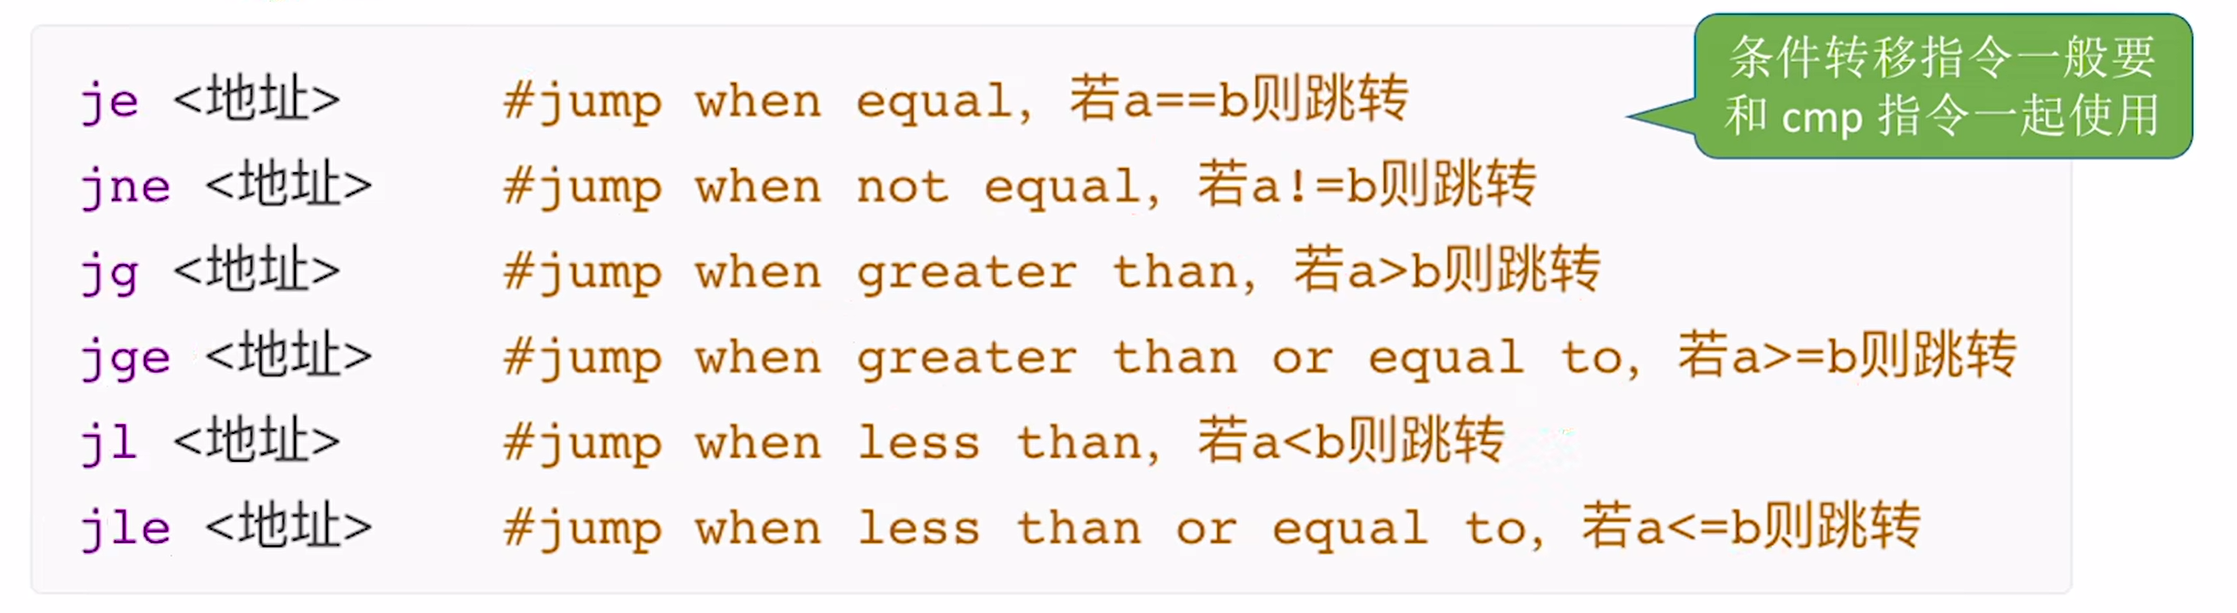 条件转移指令一般要
和 cmp 指令一起使用
je <地址> #jump when equal, 若a==b则跳转
jne <地址> #jump when not equal, 若a!=b则跳转
jg <地址> #jump when greater than, 若a>b则跳转
jge <地址> #jump when greater than or equal to, 若a>=b则跳转
jl <地址> #jump when less than, 若a<b则跳转
jle <地址> #jump when less than or equal to, 若a<=b则跳转